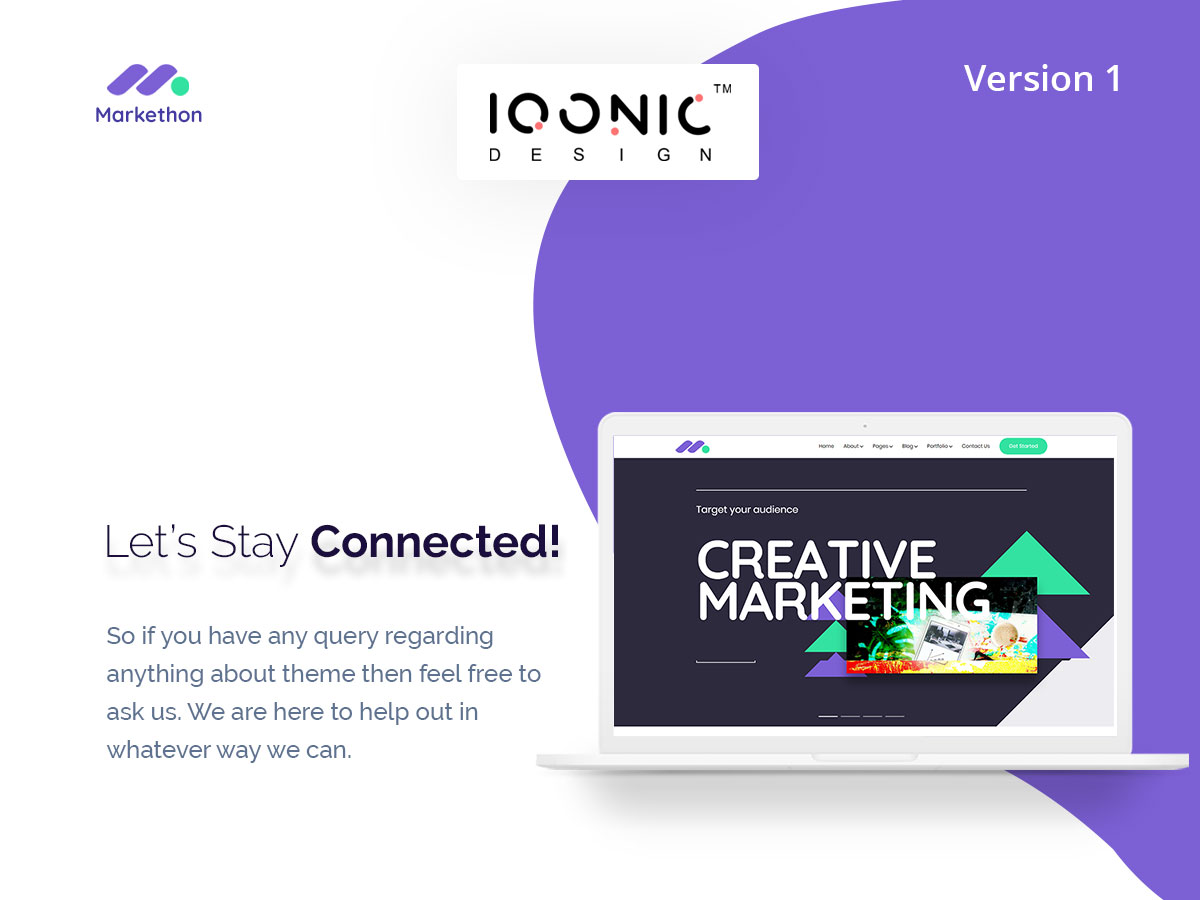 Markethon
IQONIC™
DESIGN
Version 1
Home About Pages Blog Portfolio Contact Us Get Started
Target your audience
CREATIVE
MARKETING
Let's Stay Connected!
So if you have any query regarding
anything about theme then feel free to
ask us. We are here to help out in
whatever way we can.